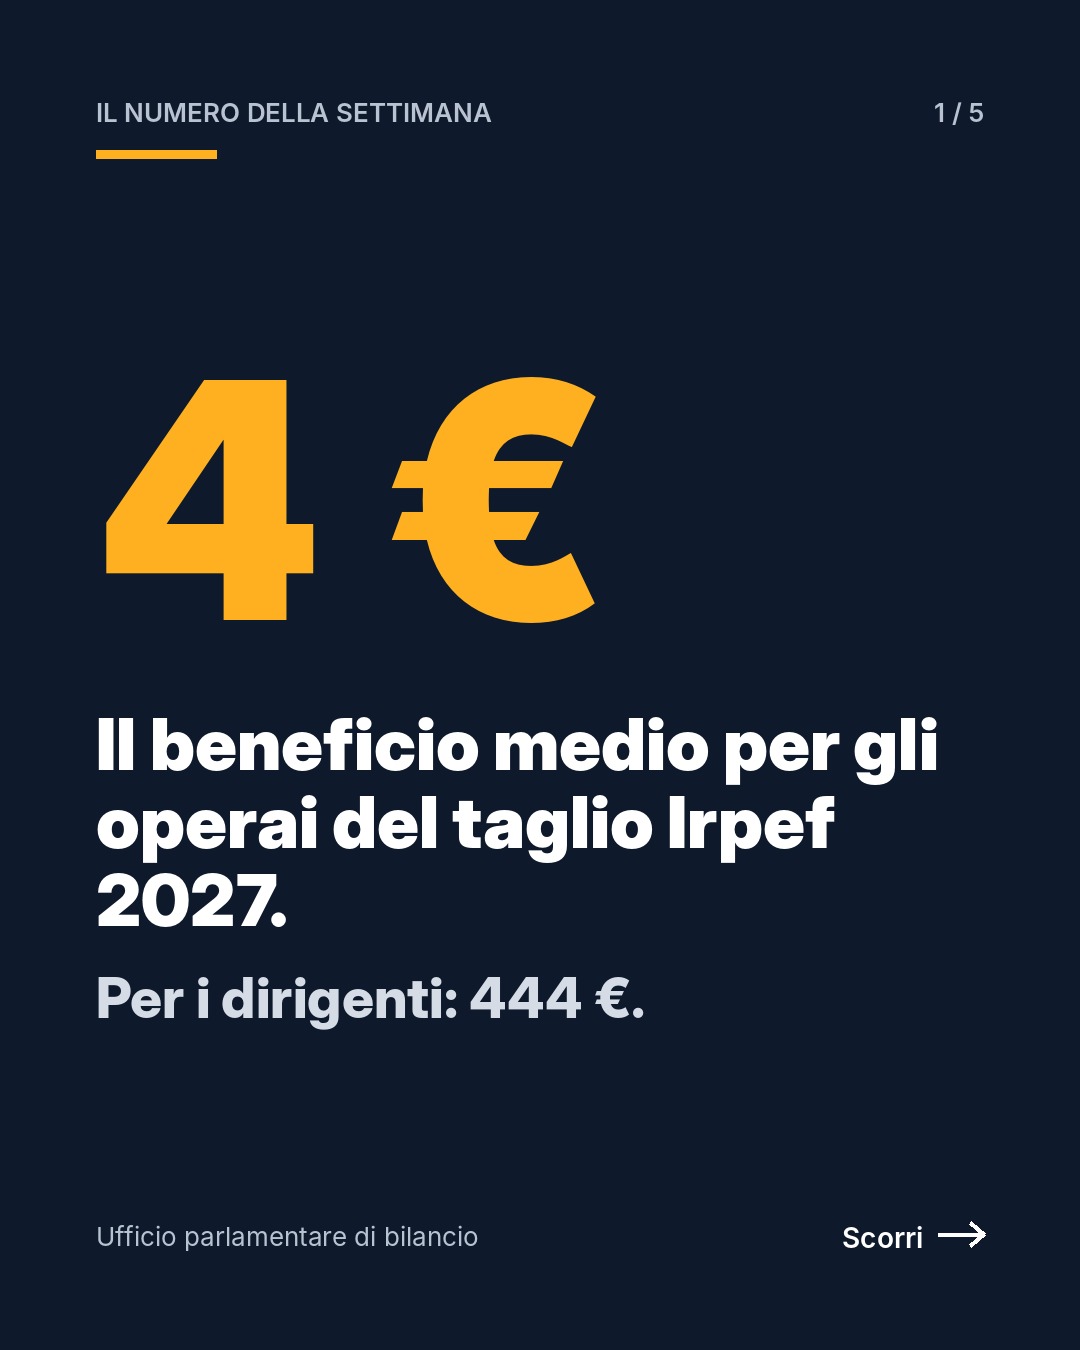 IL NUMERO DELLA SETTIMANA
1 / 5
4 €
Il beneficio medio per gli
operai del taglio Irpef
2027.
Per i dirigenti: 444 €.
Ufficio parlamentare di bilancio
Scorri →